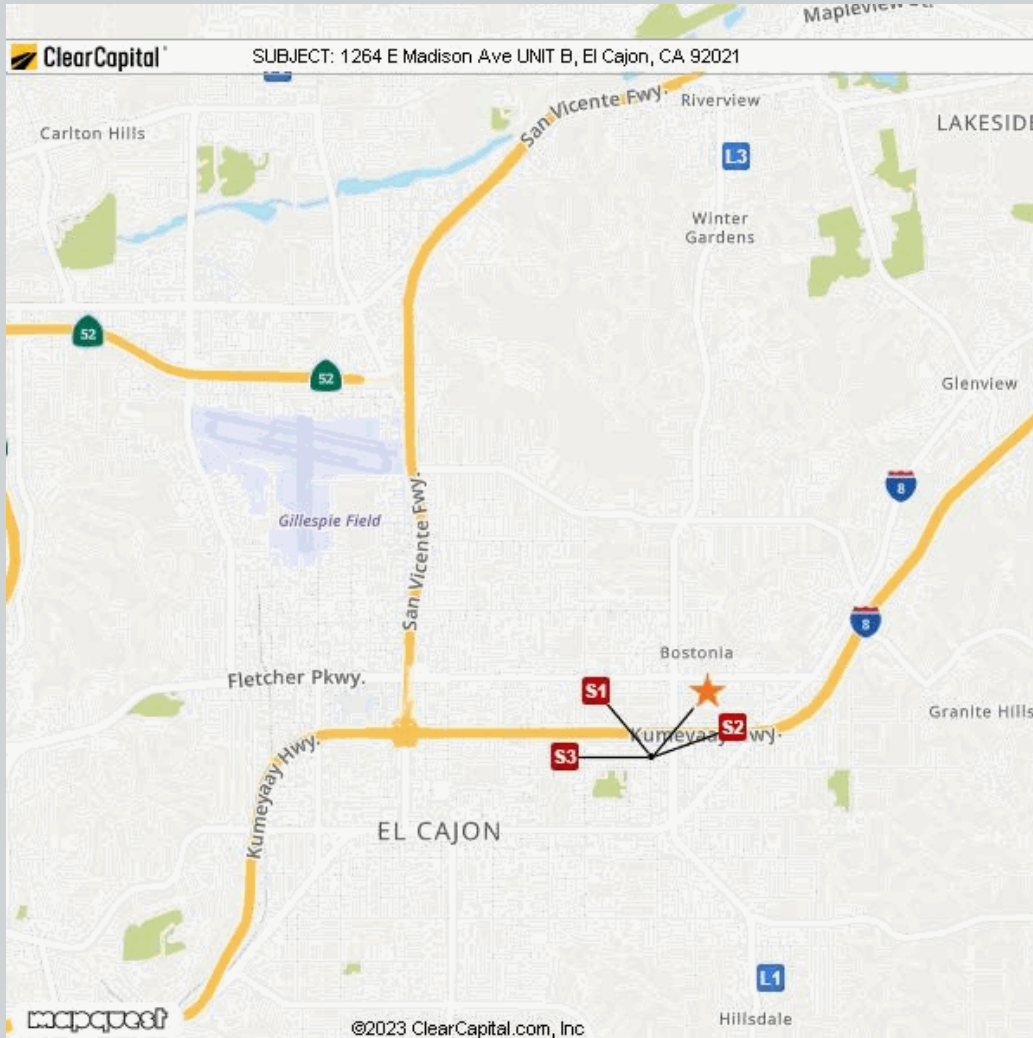 Mapleview St.
ClearCapital
SUBJECT: 1264 E Madison Ave UNIT B, El Cajon, CA 92021
San Vicente Fwy.
Riverview
Carlton Hills
LAKESIDE
L3
Winter
Gardens
52
52
Glenview
8
San Vicente Fwy.
Gillespie Field
8
Bostonia
Fletcher Pkwy.
S1
Granite Hills
S2
Kumeyaay Fwy.
S3
Kumeyaay Hwy.
EL CAJON
L1
mapquest
©2023 ClearCapital.com, Inc
Hillsdale